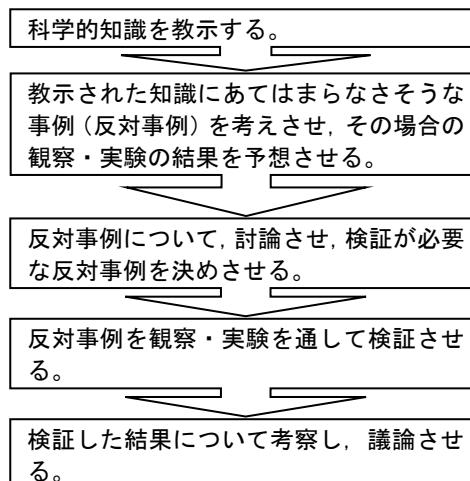 科学的知識を教示する。
教示された知識にあてはまらなさそうな
事例（反対事例）を考えさせ，その場合の
観察・実験の結果を予想させる。
反対事例について，討論させ，検証が必要
な反対事例を決めさせる。
反対事例を観察・実験を通して検証させ
る。
検証した結果について考察し，議論させ
る。